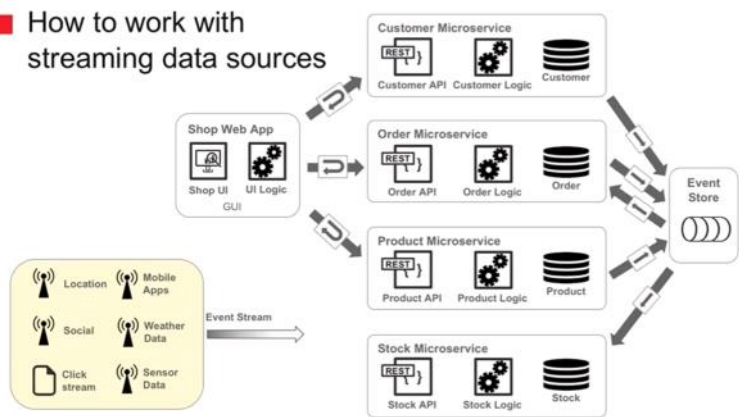 How to work with
streaming data sources
Customer Microservice
REST
Customer API
Customer Logic
Customer
Shop Web App
Shop UI
UI Logic
GUI
Order Microservice
REST
Order API
Order Logic
Order
Event
Store
Product Microservice
REST
Product API
Product Logic
Product
Location
Mobile
Apps
Social
Weather
Data
Click
stream
Sensor
Data
Event Stream
Stock Microservice
REST
Stock API
Stock Logic
Stock